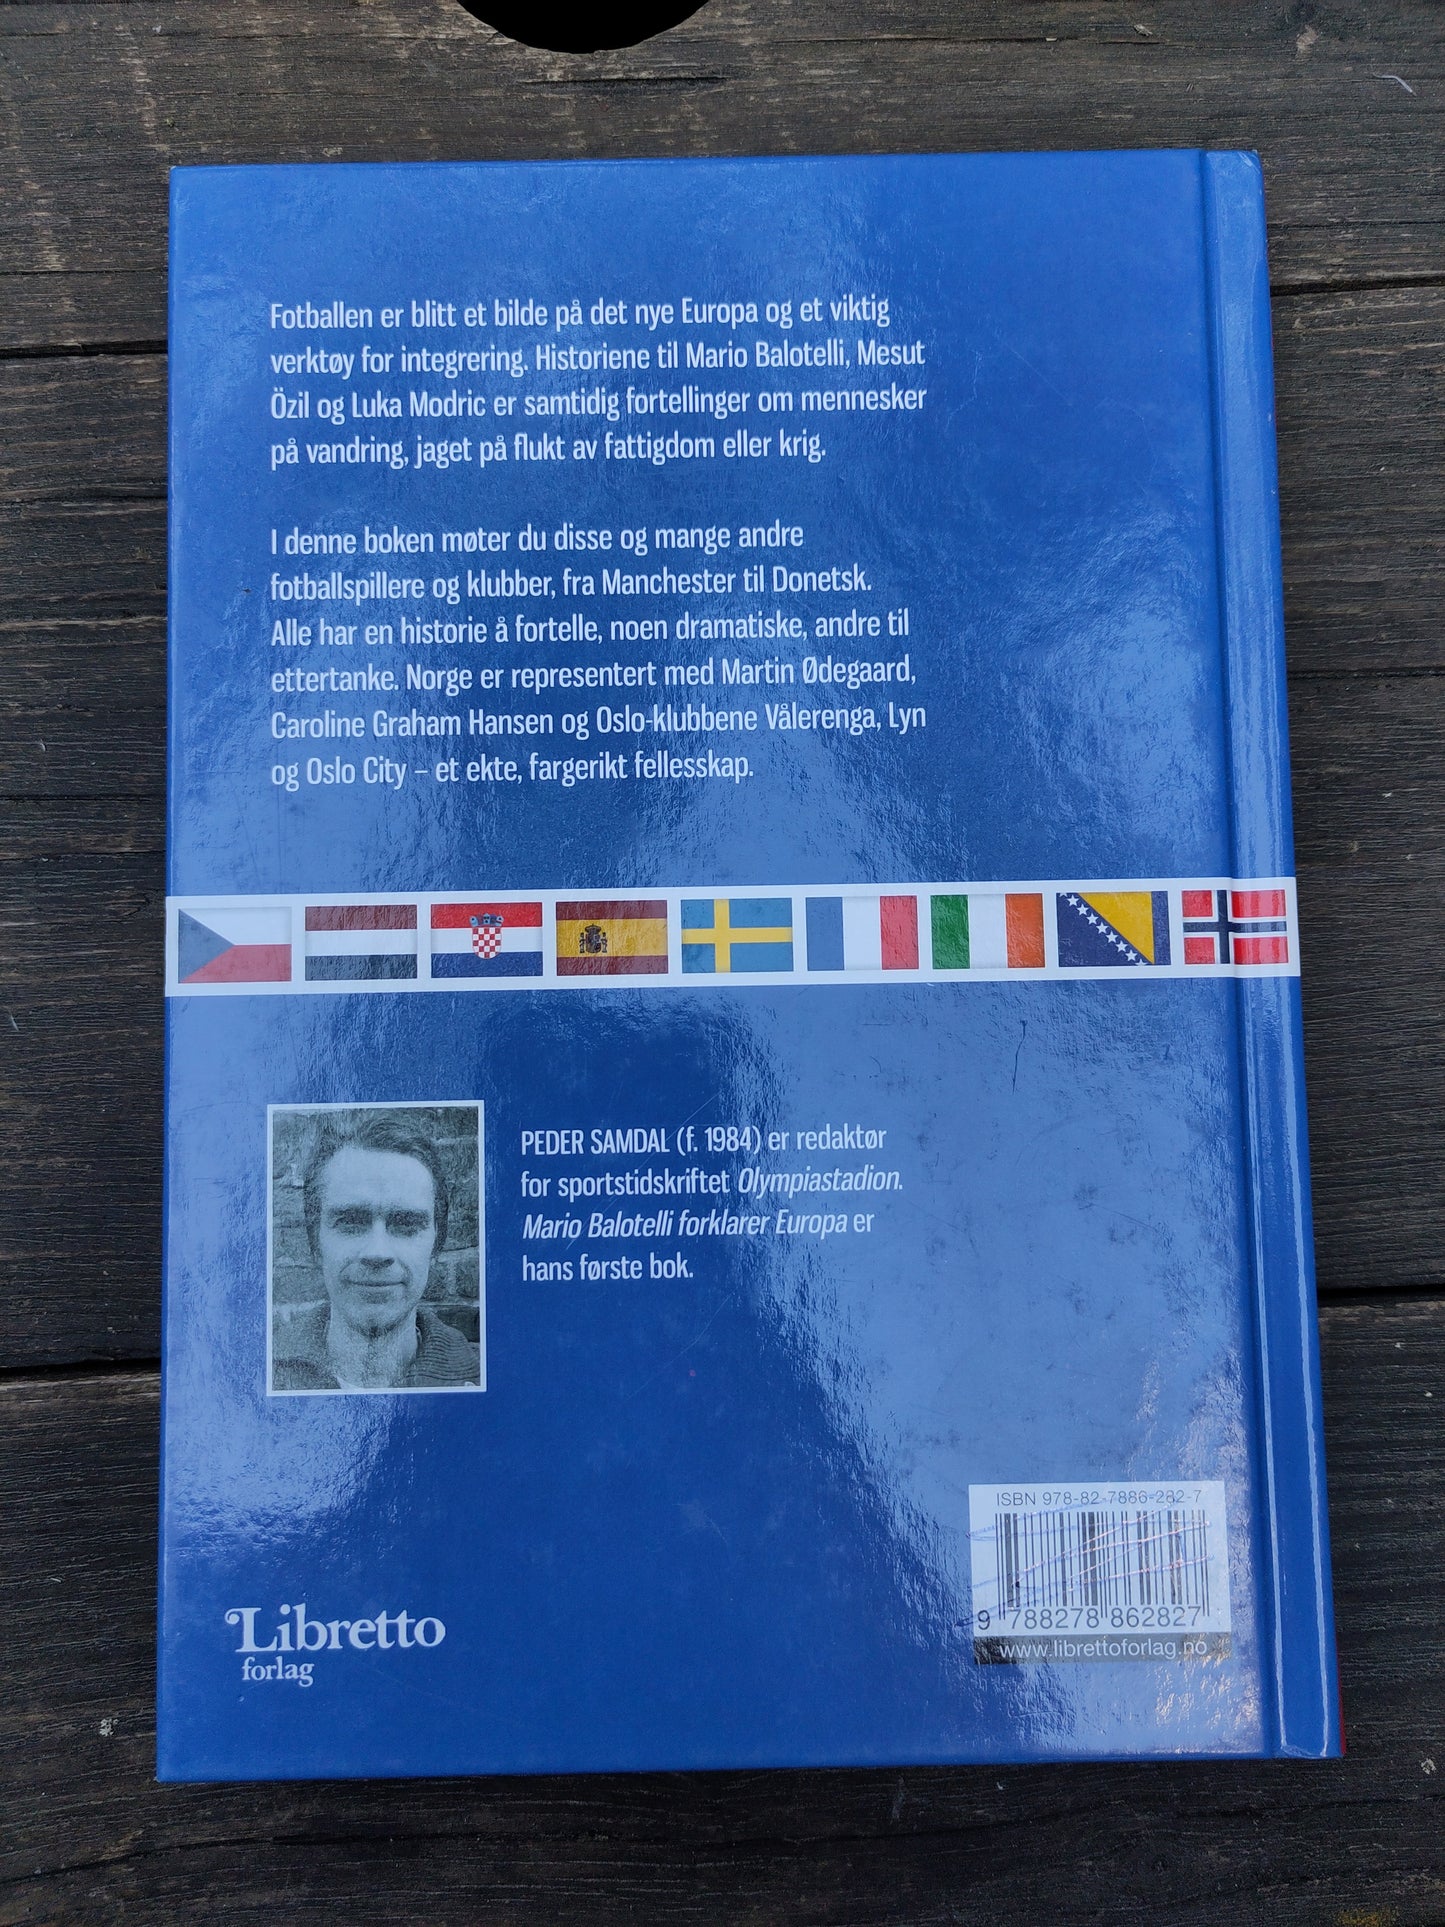 Fotballen er blitt et bilde på det nye Europa og et viktig
verktøy for integrering. Historiene til Mario Balotelli, Mesut
Özil og Luka Modric er samtidig fortellinger om mennesker
på vandring, jaget på flukt av fattigdom eller krig.
I denne boken møter du disse og mange andre
fotballspillere og klubber, fra Manchester til Donetsk.
Alle har en historie å fortelle, noen dramatiske, andre til
ettertanke. Norge er representert med Martin Ødegaard,
Caroline Graham Hansen og Oslo-klubbene Vålerenga, Lyn
og Oslo City – et ekte, fargerikt fellesskap.
PEDER SAMDAL (f. 1984) er redaktør
for sportstidskriftet Olympiastadion.
Mario Balotelli forklarer Europa er
hans første bok.
ISBN 978-82-7886-282-7
9 788278 862827
www.librettoforlag.no
Libretto
forlag